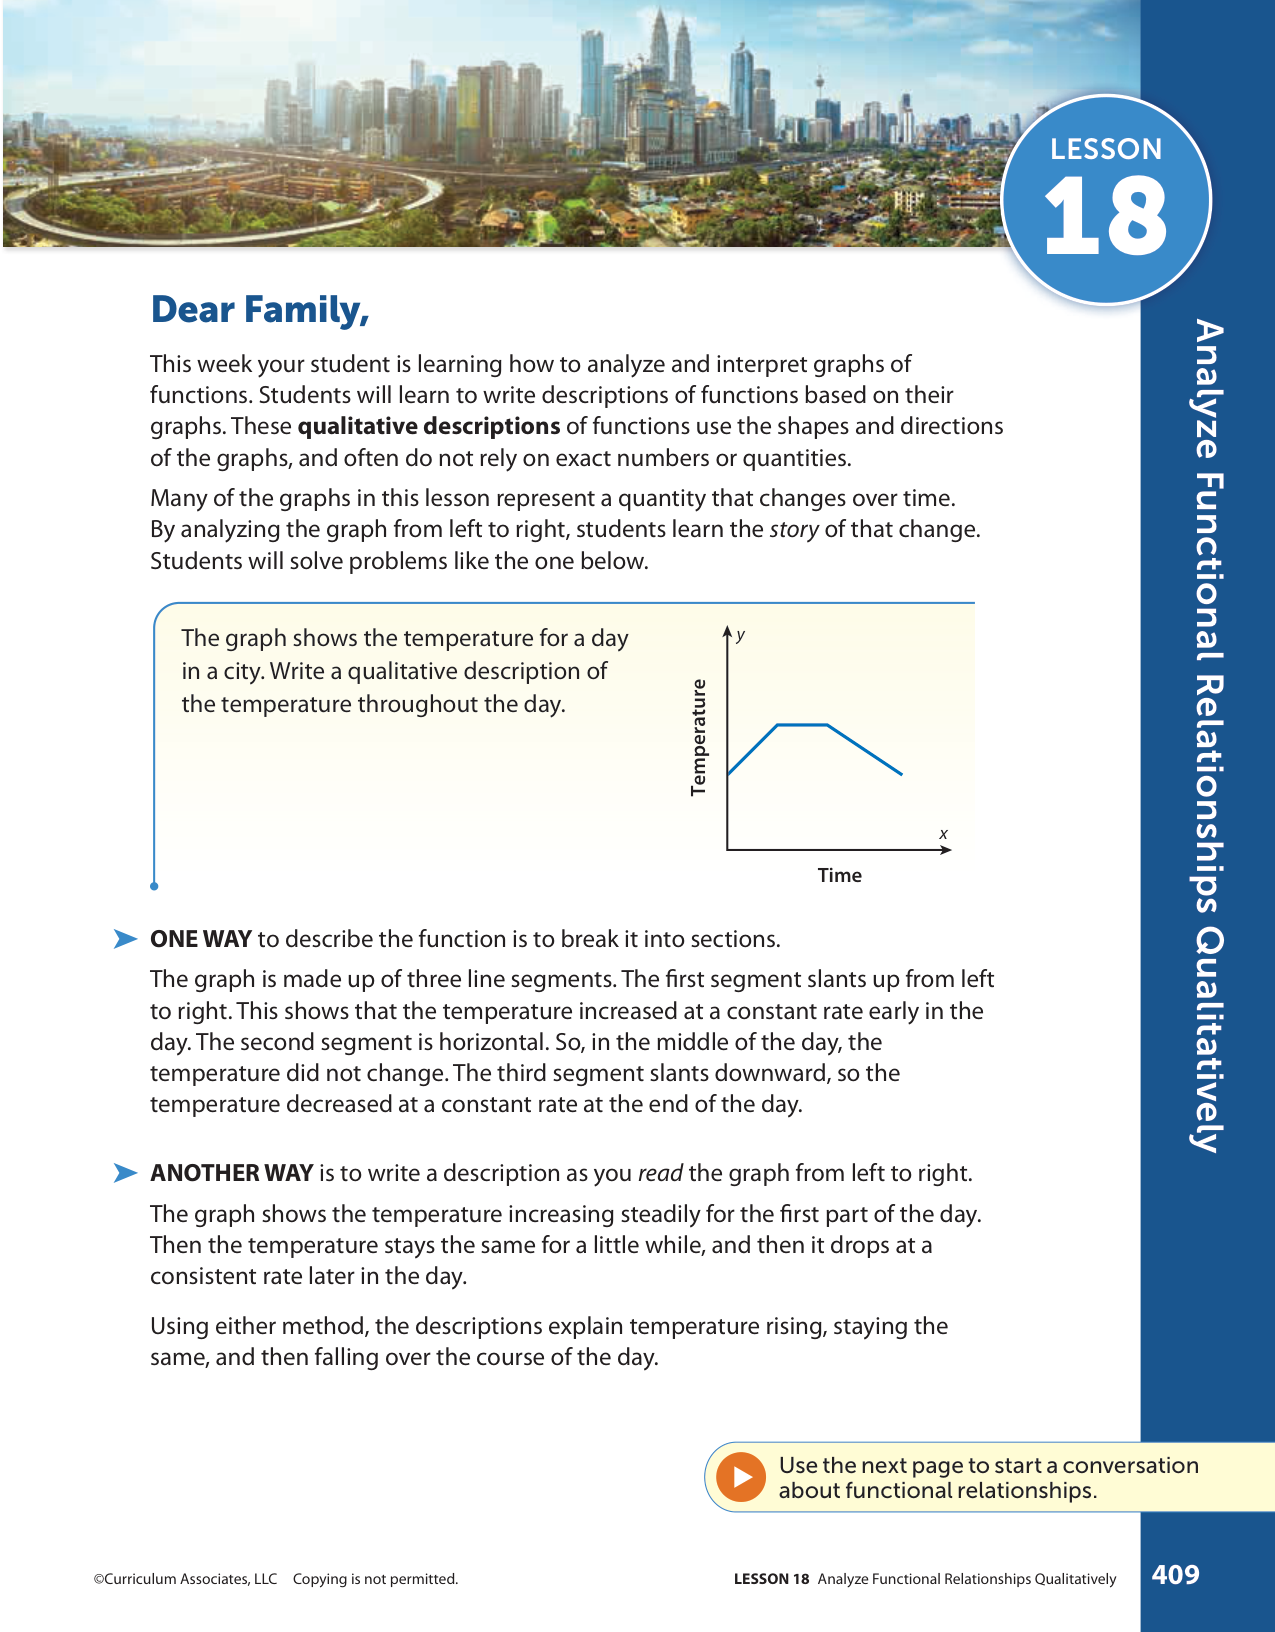 LESSON
18
Analyze Functional Relationships Qualitatively
Dear Family,
This week your student is learning how to analyze and interpret graphs of
functions. Students will learn to write descriptions of functions based on their
graphs. These qualitative descriptions of functions use the shapes and directions
of the graphs, and often do not rely on exact numbers or quantities.
Many of the graphs in this lesson represent a quantity that changes over time.
By analyzing the graph from left to right, students learn the story of that change.
Students will solve problems like the one below.
The graph shows the temperature for a day
in a city. Write a qualitative description of
the temperature throughout the day.
y
Temperature
x
Time
ONE WAY to describe the function is to break it into sections.
The graph is made up of three line segments. The first segment slants up from left
to right. This shows that the temperature increased at a constant rate early in the
day. The second segment is horizontal. So, in the middle of the day, the
temperature did not change. The third segment slants downward, so the
temperature decreased at a constant rate at the end of the day.
ANOTHER WAY is to write a description as you read the graph from left to right.
The graph shows the temperature increasing steadily for the first part of the day.
Then the temperature stays the same for a little while, and then it drops at a
consistent rate later in the day.
Using either method, the descriptions explain temperature rising, staying the
same, and then falling over the course of the day.
Use the next page to start a conversation
about functional relationships.
©Curriculum Associates, LLC Copying is not permitted.
LESSON 18 Analyze Functional Relationships Qualitatively
409